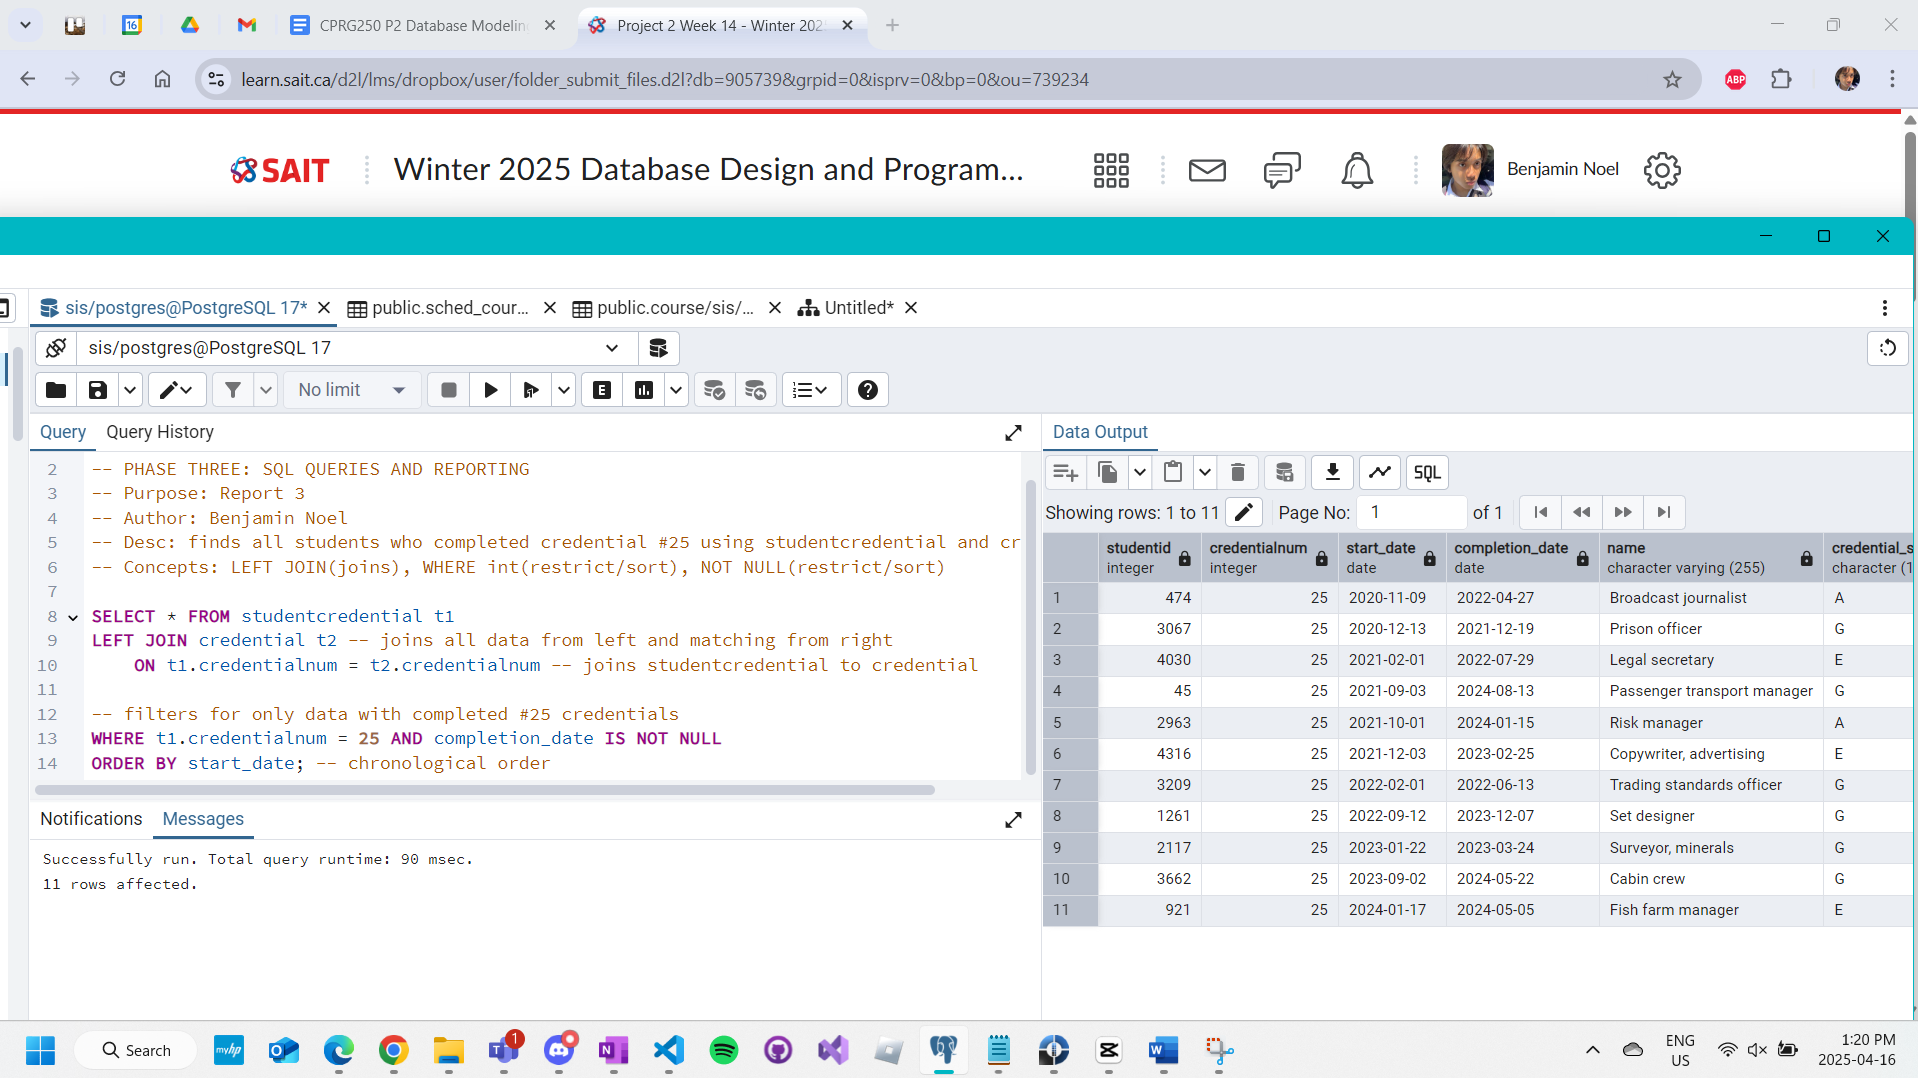 16
CPRG250 P2 Database Modelin
Project 2 Week 14 - Winter 202
learn.sait.ca/d2l/lms/dropbox/user/folder_submit_files.d2l?db=905739&grpid=0&isprv=0&bp=0&ou=739234
ABP
SAIT
Winter 2025 Database Design and Program...
Benjamin Noel
sis/postgres@PostgreSQL 17*
public.sched_cour...
public.course/sis/...
Untitled*
sis/postgres@PostgreSQL 17
No limit
E
Query
Query History
Data Output
2 -- PHASE THREE: SQL QUERIES AND REPORTING
3 -- Purpose: Report 3
4 -- Author: Benjamin Noel
5 -- Desc: finds all students who completed credential #25 using studentcredential and cr
6 -- Concepts: LEFT JOIN(joins), WHERE int(restrict/sort), NOT NULL(restrict/sort)
7
8 SELECT * FROM studentcredential t1
9 LEFT JOIN credential t2 -- joins all data from left and matching from right
10 ON t1.credentialnum = t2.credentialnum -- joins studentcredential to credential
11
12 -- filters for only data with completed #25 credentials
13 WHERE t1.credentialnum = 25 AND completion_date IS NOT NULL
14 ORDER BY start_date; -- chronological order
Notifications
Messages
Successfully run. Total query runtime: 90 msec.
11 rows affected.
SQL
Showing rows: 1 to 11
Page No: 1 of 1
studentid credentialnum start_date completion_date name credential_s
integer integer date date character varying (255) character (1
1 474 25 2020-11-09 2022-04-27 Broadcast journalist A
2 3067 25 2020-12-13 2021-12-19 Prison officer G
3 4030 25 2021-02-01 2022-07-29 Legal secretary E
4 45 25 2021-09-03 2024-08-13 Passenger transport manager G
5 2963 25 2021-10-01 2024-01-15 Risk manager A
6 4316 25 2021-12-03 2023-02-25 Copywriter, advertising E
7 3209 25 2022-02-01 2022-06-13 Trading standards officer G
8 1261 25 2022-09-12 2023-12-07 Set designer G
9 2117 25 2023-01-22 2023-03-24 Surveyor, minerals G
10 3662 25 2023-09-02 2024-05-22 Cabin crew G
11 921 25 2024-01-17 2024-05-05 Fish farm manager E
Search
myhp
1
ENG
US
1:20 PM
2025-04-16